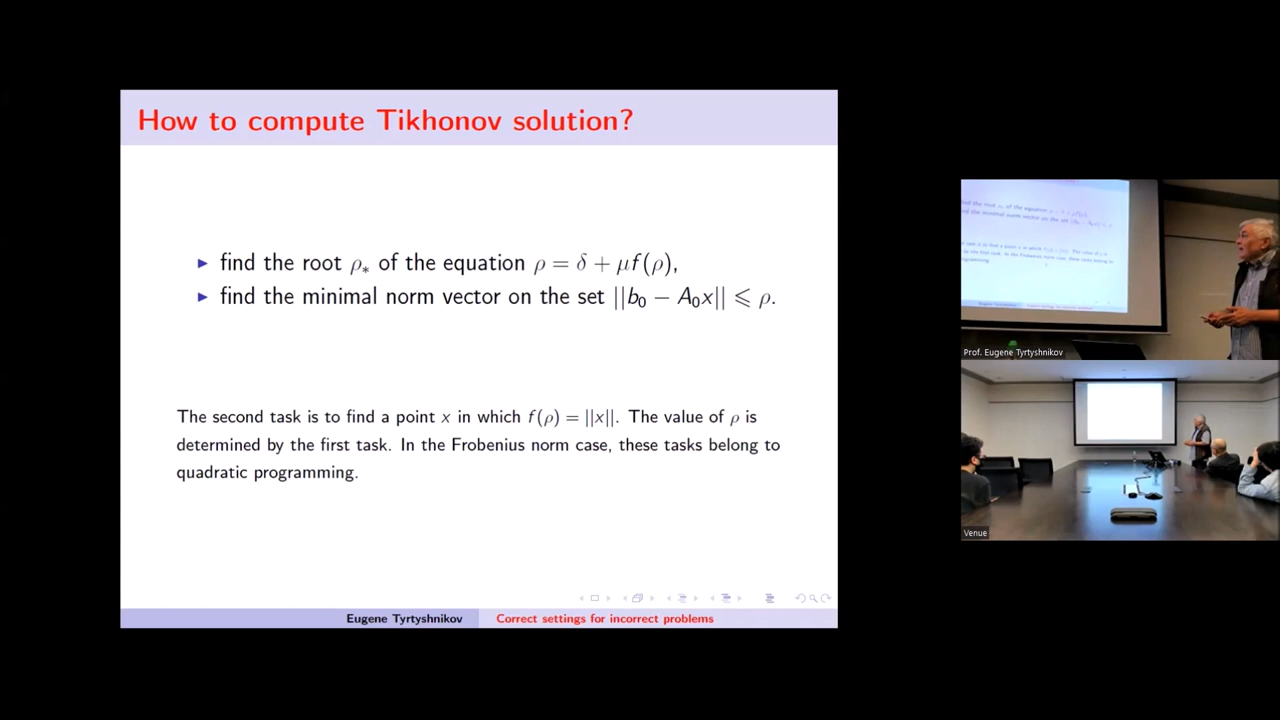 How to compute Tikhonov solution?
▶ find the root ρ∗ of the equation ρ = δ + μf(ρ),
▶ find the minimal norm vector on the set ||b₀ − A₀x|| ⩽ ρ.
The second task is to find a point x in which f(ρ) = ||x||. The value of ρ is
determined by the first task. In the Frobenius norm case, these tasks belong to
quadratic programming.
Eugene Tyrtyshnikov
Correct settings for incorrect problems
Prof. Eugene Tyrtyshnikov
Venue